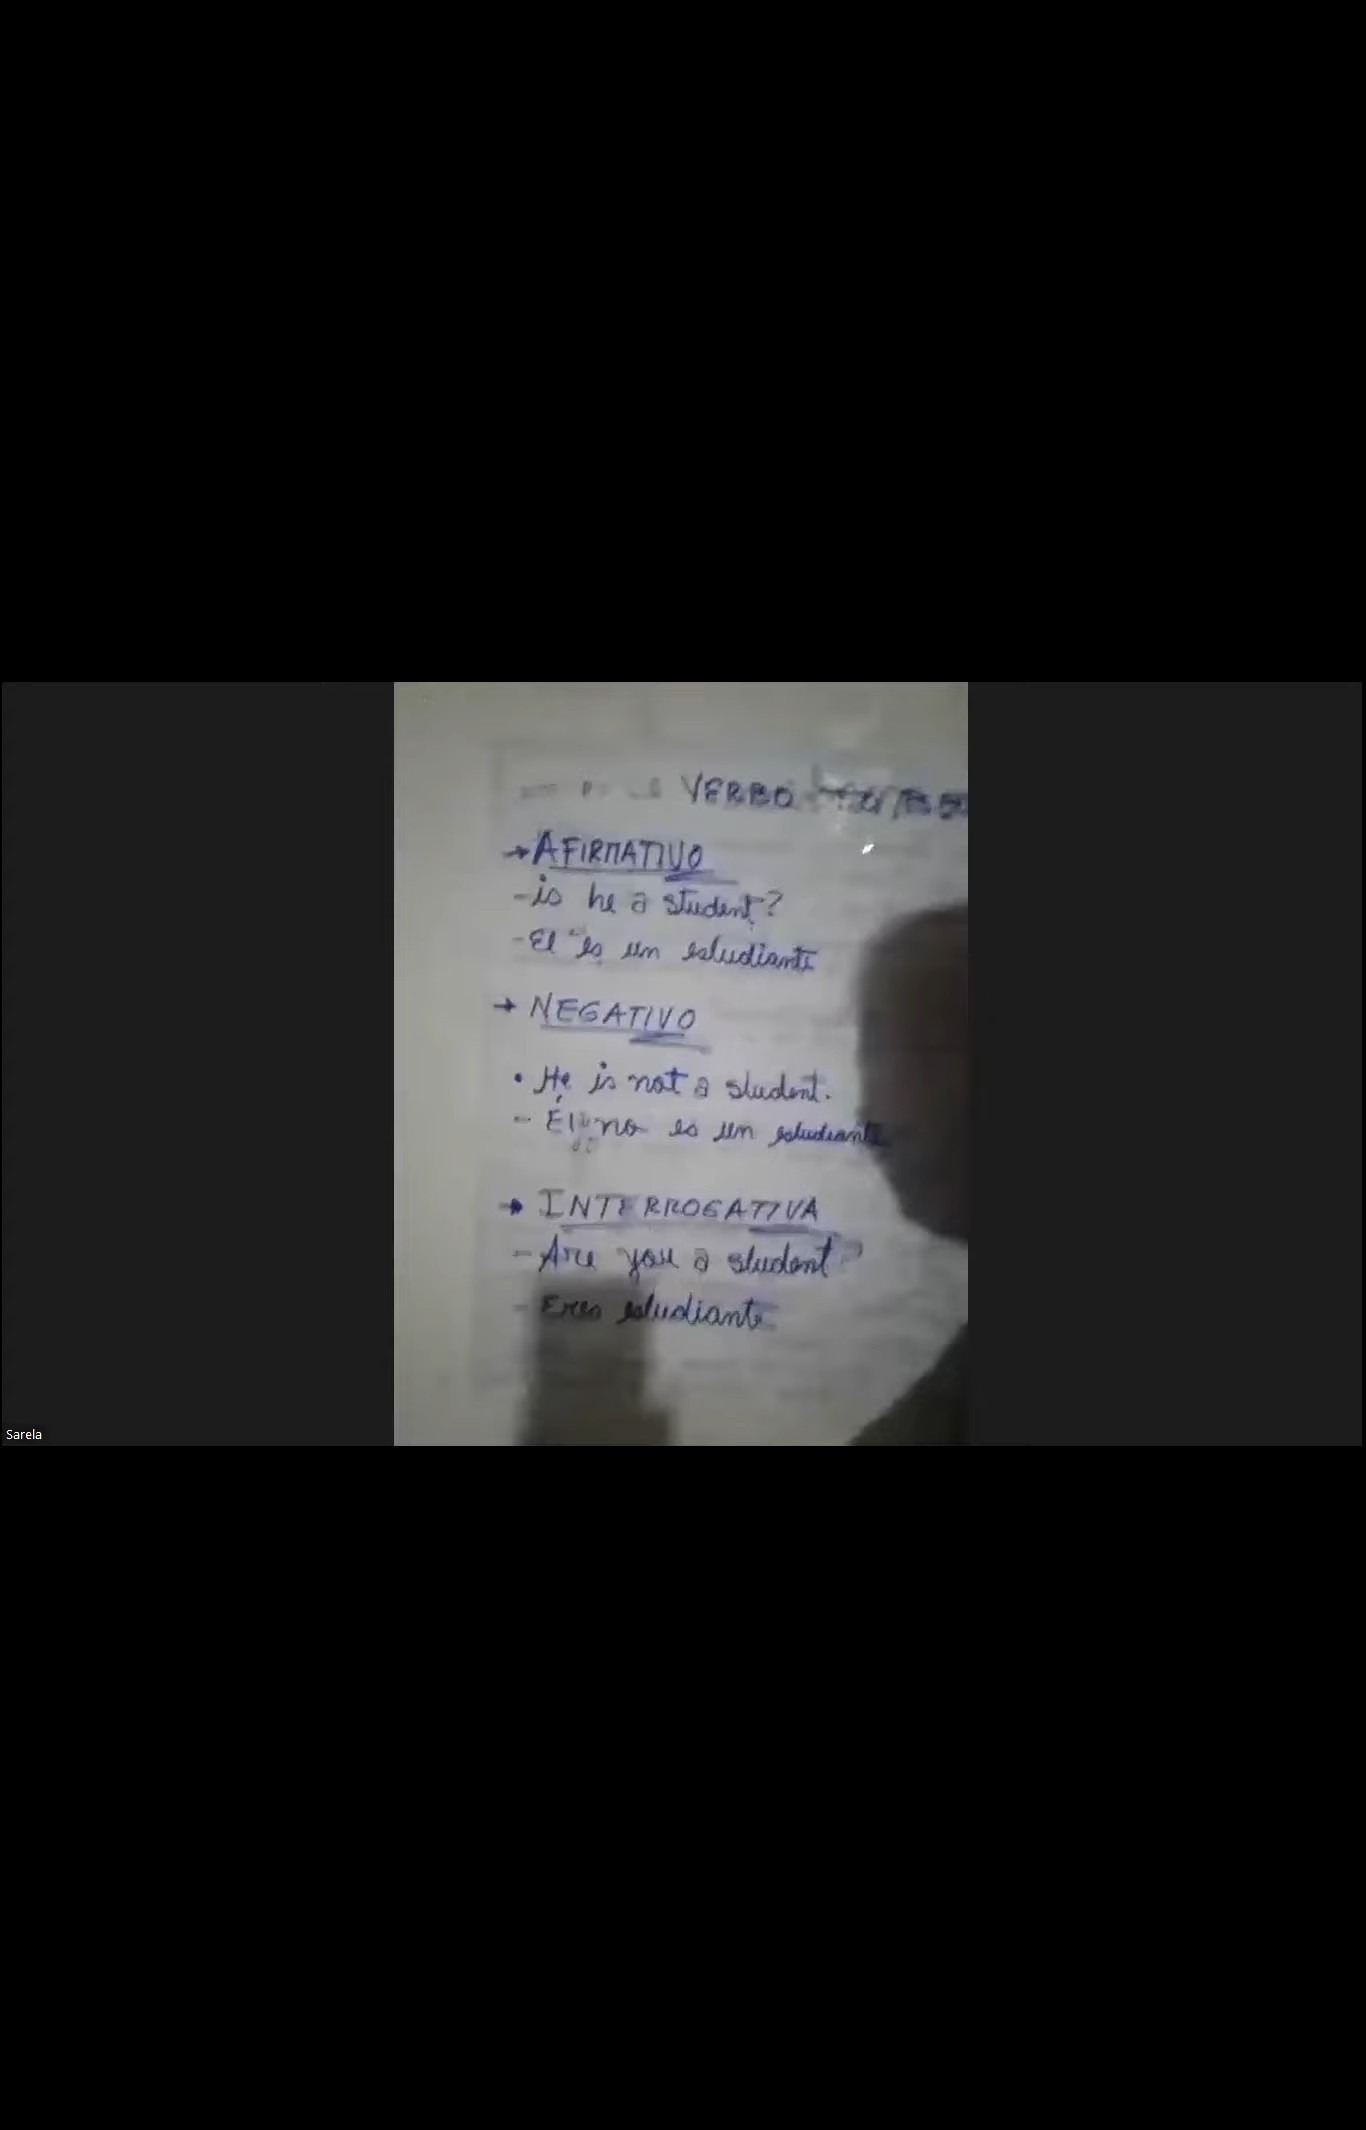 VERBO
→ AFIRMATIVO
- is he a student?
- El es un estudiante
→ NEGATIVO
• He is not a student.
- Él no es un estudiante
→ INTERROGATIVA
- Are you a student?
- Eres estudiante
Sarela